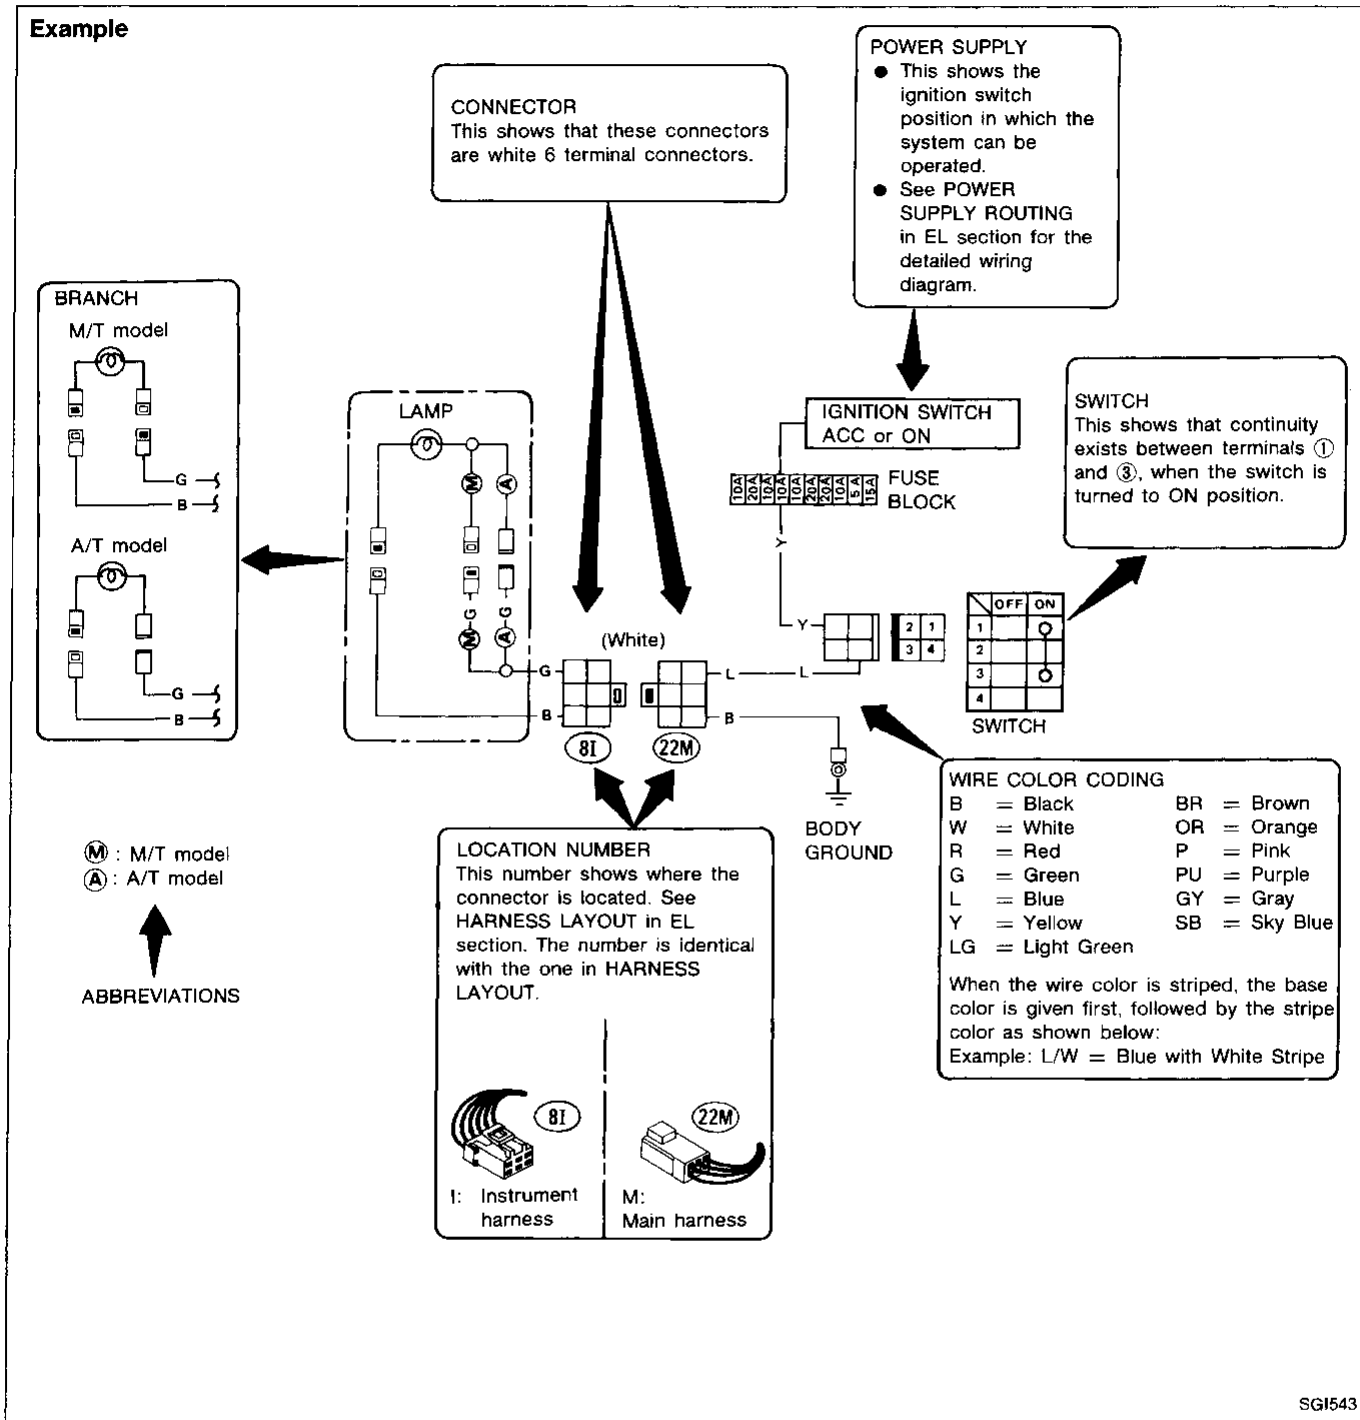 Example
POWER SUPPLY
● This shows the
ignition switch
position in which the
system can be
operated.
● See POWER
SUPPLY ROUTING
in EL section for the
detailed wiring
diagram.
CONNECTOR
This shows that these connectors
are white 6 terminal connectors.
BRANCH
M/T model
G
B
A/T model
G
B
LAMP
M
A
G
G
M
A
G
B
(White)
8I
22M
L
L
B
IGNITION SWITCH
ACC or ON
10A 20A 10A 10A 10A 20A 20A 10A 5A 15A
FUSE
BLOCK
Y
Y
2 1
3 4
OFF ON
1
2
3
4
SWITCH
SWITCH
This shows that continuity
exists between terminals ①
and ③, when the switch is
turned to ON position.
BODY
GROUND
WIRE COLOR CODING
B = Black BR = Brown
W = White OR = Orange
R = Red P = Pink
G = Green PU = Purple
L = Blue GY = Gray
Y = Yellow SB = Sky Blue
LG = Light Green
When the wire color is striped, the base
color is given first, followed by the stripe
color as shown below:
Example: L/W = Blue with White Stripe
Ⓜ : M/T model
Ⓐ : A/T model
ABBREVIATIONS
LOCATION NUMBER
This number shows where the
connector is located. See
HARNESS LAYOUT in EL
section. The number is identical
with the one in HARNESS
LAYOUT.
8I
22M
I: Instrument
harness
M:
Main harness
SGI543